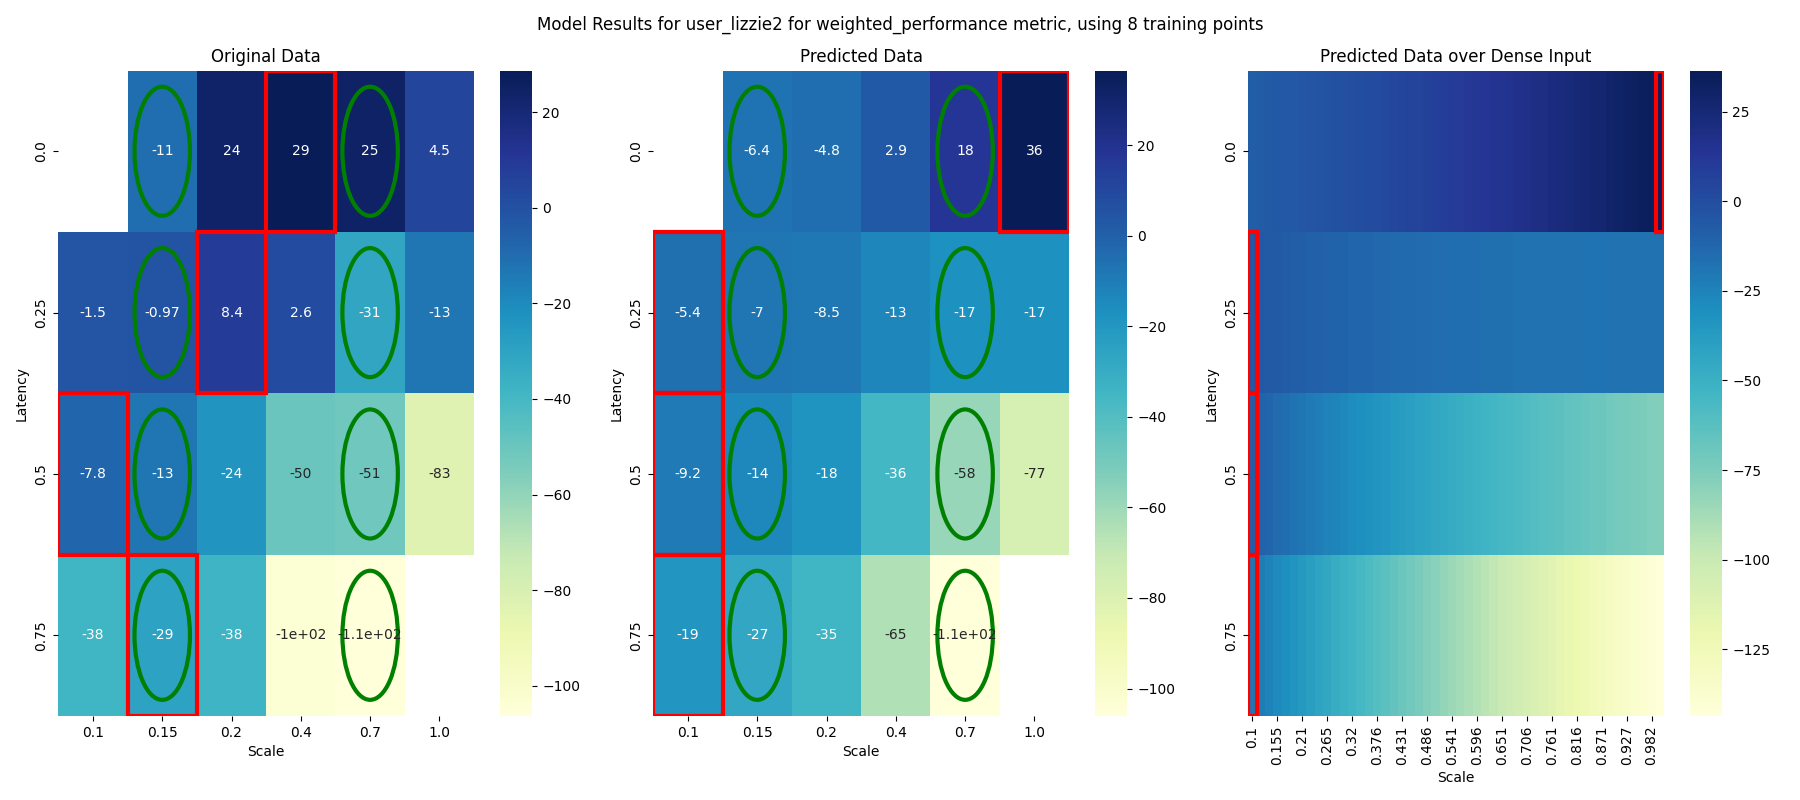 Model Results for user_lizzie2 for weighted_performance metric, using 8 training points
Original Data
0.0
-11 24 29 25 4.5
0.25
-1.5 -0.97 8.4 2.6 -31 -13
0.5
-7.8 -13 -24 -50 -51 -83
0.75
-38 -29 -38 -1e+02 -1.1e+02
Latency
0.1 0.15 0.2 0.4 0.7 1.0
Scale
20
0
−20
−40
−60
−80
−100
Predicted Data
0.0
-6.4 -4.8 2.9 18 36
0.25
-5.4 -7 -8.5 -13 -17 -17
0.5
-9.2 -14 -18 -36 -58 -77
0.75
-19 -27 -35 -65 -1.1e+02
Latency
0.1 0.15 0.2 0.4 0.7 1.0
Scale
20
0
−20
−40
−60
−80
−100
Predicted Data over Dense Input
0.0
0.25
0.5
0.75
Latency
0.1 0.155 0.21 0.265 0.32 0.376 0.431 0.486 0.541 0.596 0.651 0.706 0.761 0.816 0.871 0.927 0.982
Scale
25
0
−25
−50
−75
−100
−125